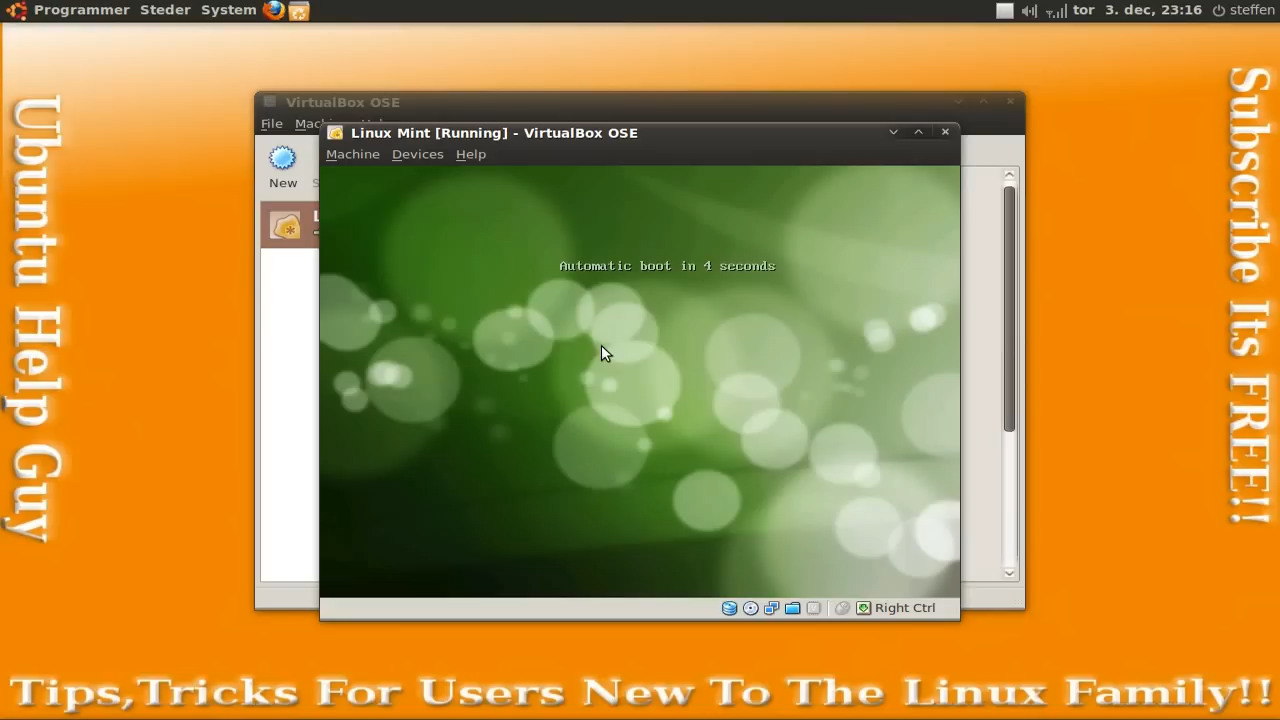 Programmer Steder System tor 3. dec, 23:16 steffen
VirtualBox OSE
File
New
Linux Mint [Running] - VirtualBox OSE
Machine Devices Help
Automatic boot in 4 seconds
Right Ctrl
Ubuntu Help Guy
Subscribe Its FREE!!
Tips,Tricks For Users New To The Linux Family!!